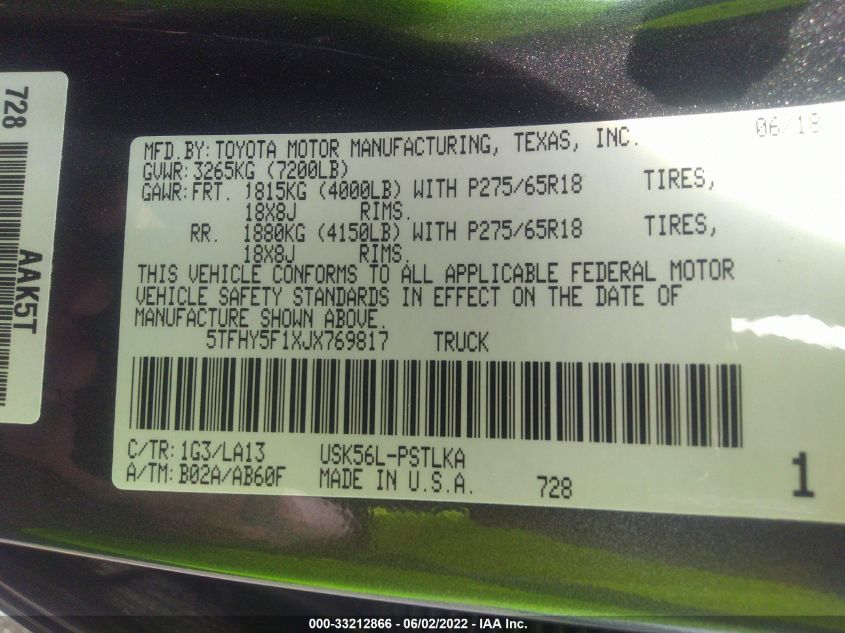 728
AAK5T
06/18
MFD.BY: TOYOTA MOTOR MANUFACTURING, TEXAS, INC.
GVWR: 3265KG (7200LB)
GAWR: FRT. 1815KG (4000LB) WITH P275/65R18 TIRES,
18X8J RIMS.
RR. 1880KG (4150LB) WITH P275/65R18 TIRES,
18X8J RIMS.
THIS VEHICLE CONFORMS TO ALL APPLICABLE FEDERAL MOTOR
VEHICLE SAFETY STANDARDS IN EFFECT ON THE DATE OF
MANUFACTURE SHOWN ABOVE.
5TFHY5F1XJX769817 TRUCK
C/TR: 1G3/LA13 USK56L-PSTLKA
A/TM: B02A/AB60F MADE IN U.S.A. 728 1
000-33212866 - 06/02/2022 - IAA Inc.